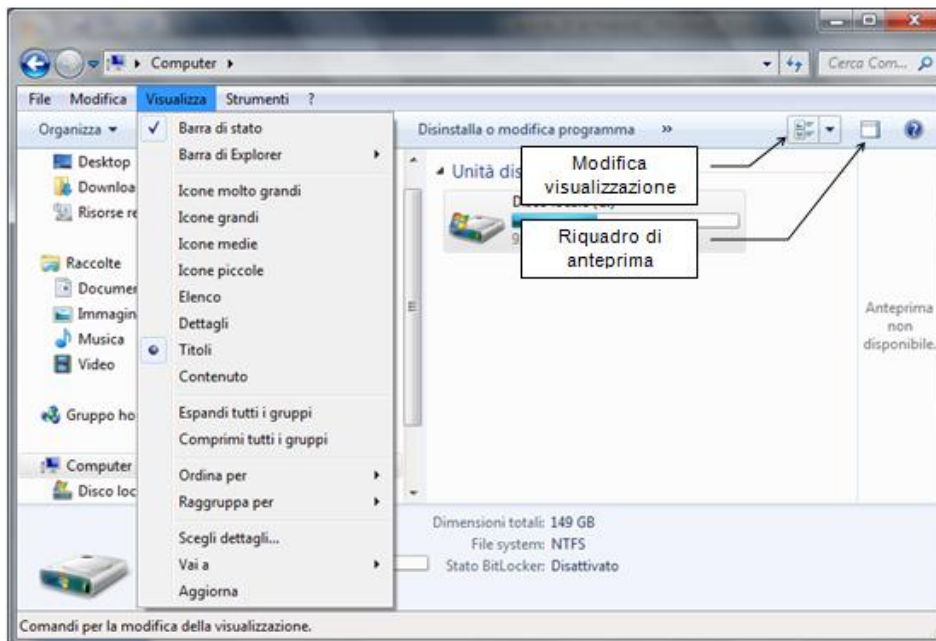 Computer
Cerca Com...
File Modifica Visualizza Strumenti ?
Organizza
Disinstalla o modifica programma »
Desktop
Downloa
Risorse re
Raccolte
Documen
Immagin
Musica
Video
Gruppo ho
Computer
Disco loc
Barra di stato
Barra di Explorer
Icone molto grandi
Icone grandi
Icone medie
Icone piccole
Elenco
Dettagli
Titoli
Contenuto
Espandi tutti i gruppi
Comprimi tutti i gruppi
Ordina per
Raggruppa per
Scegli dettagli...
Vai a
Aggiorna
Unità dis
Modifica
visualizzazione
Riquadro di
anteprima
Anteprima
non
disponibile.
Dimensioni totali: 149 GB
File system: NTFS
Stato BitLocker: Disattivato
Comandi per la modifica della visualizzazione.